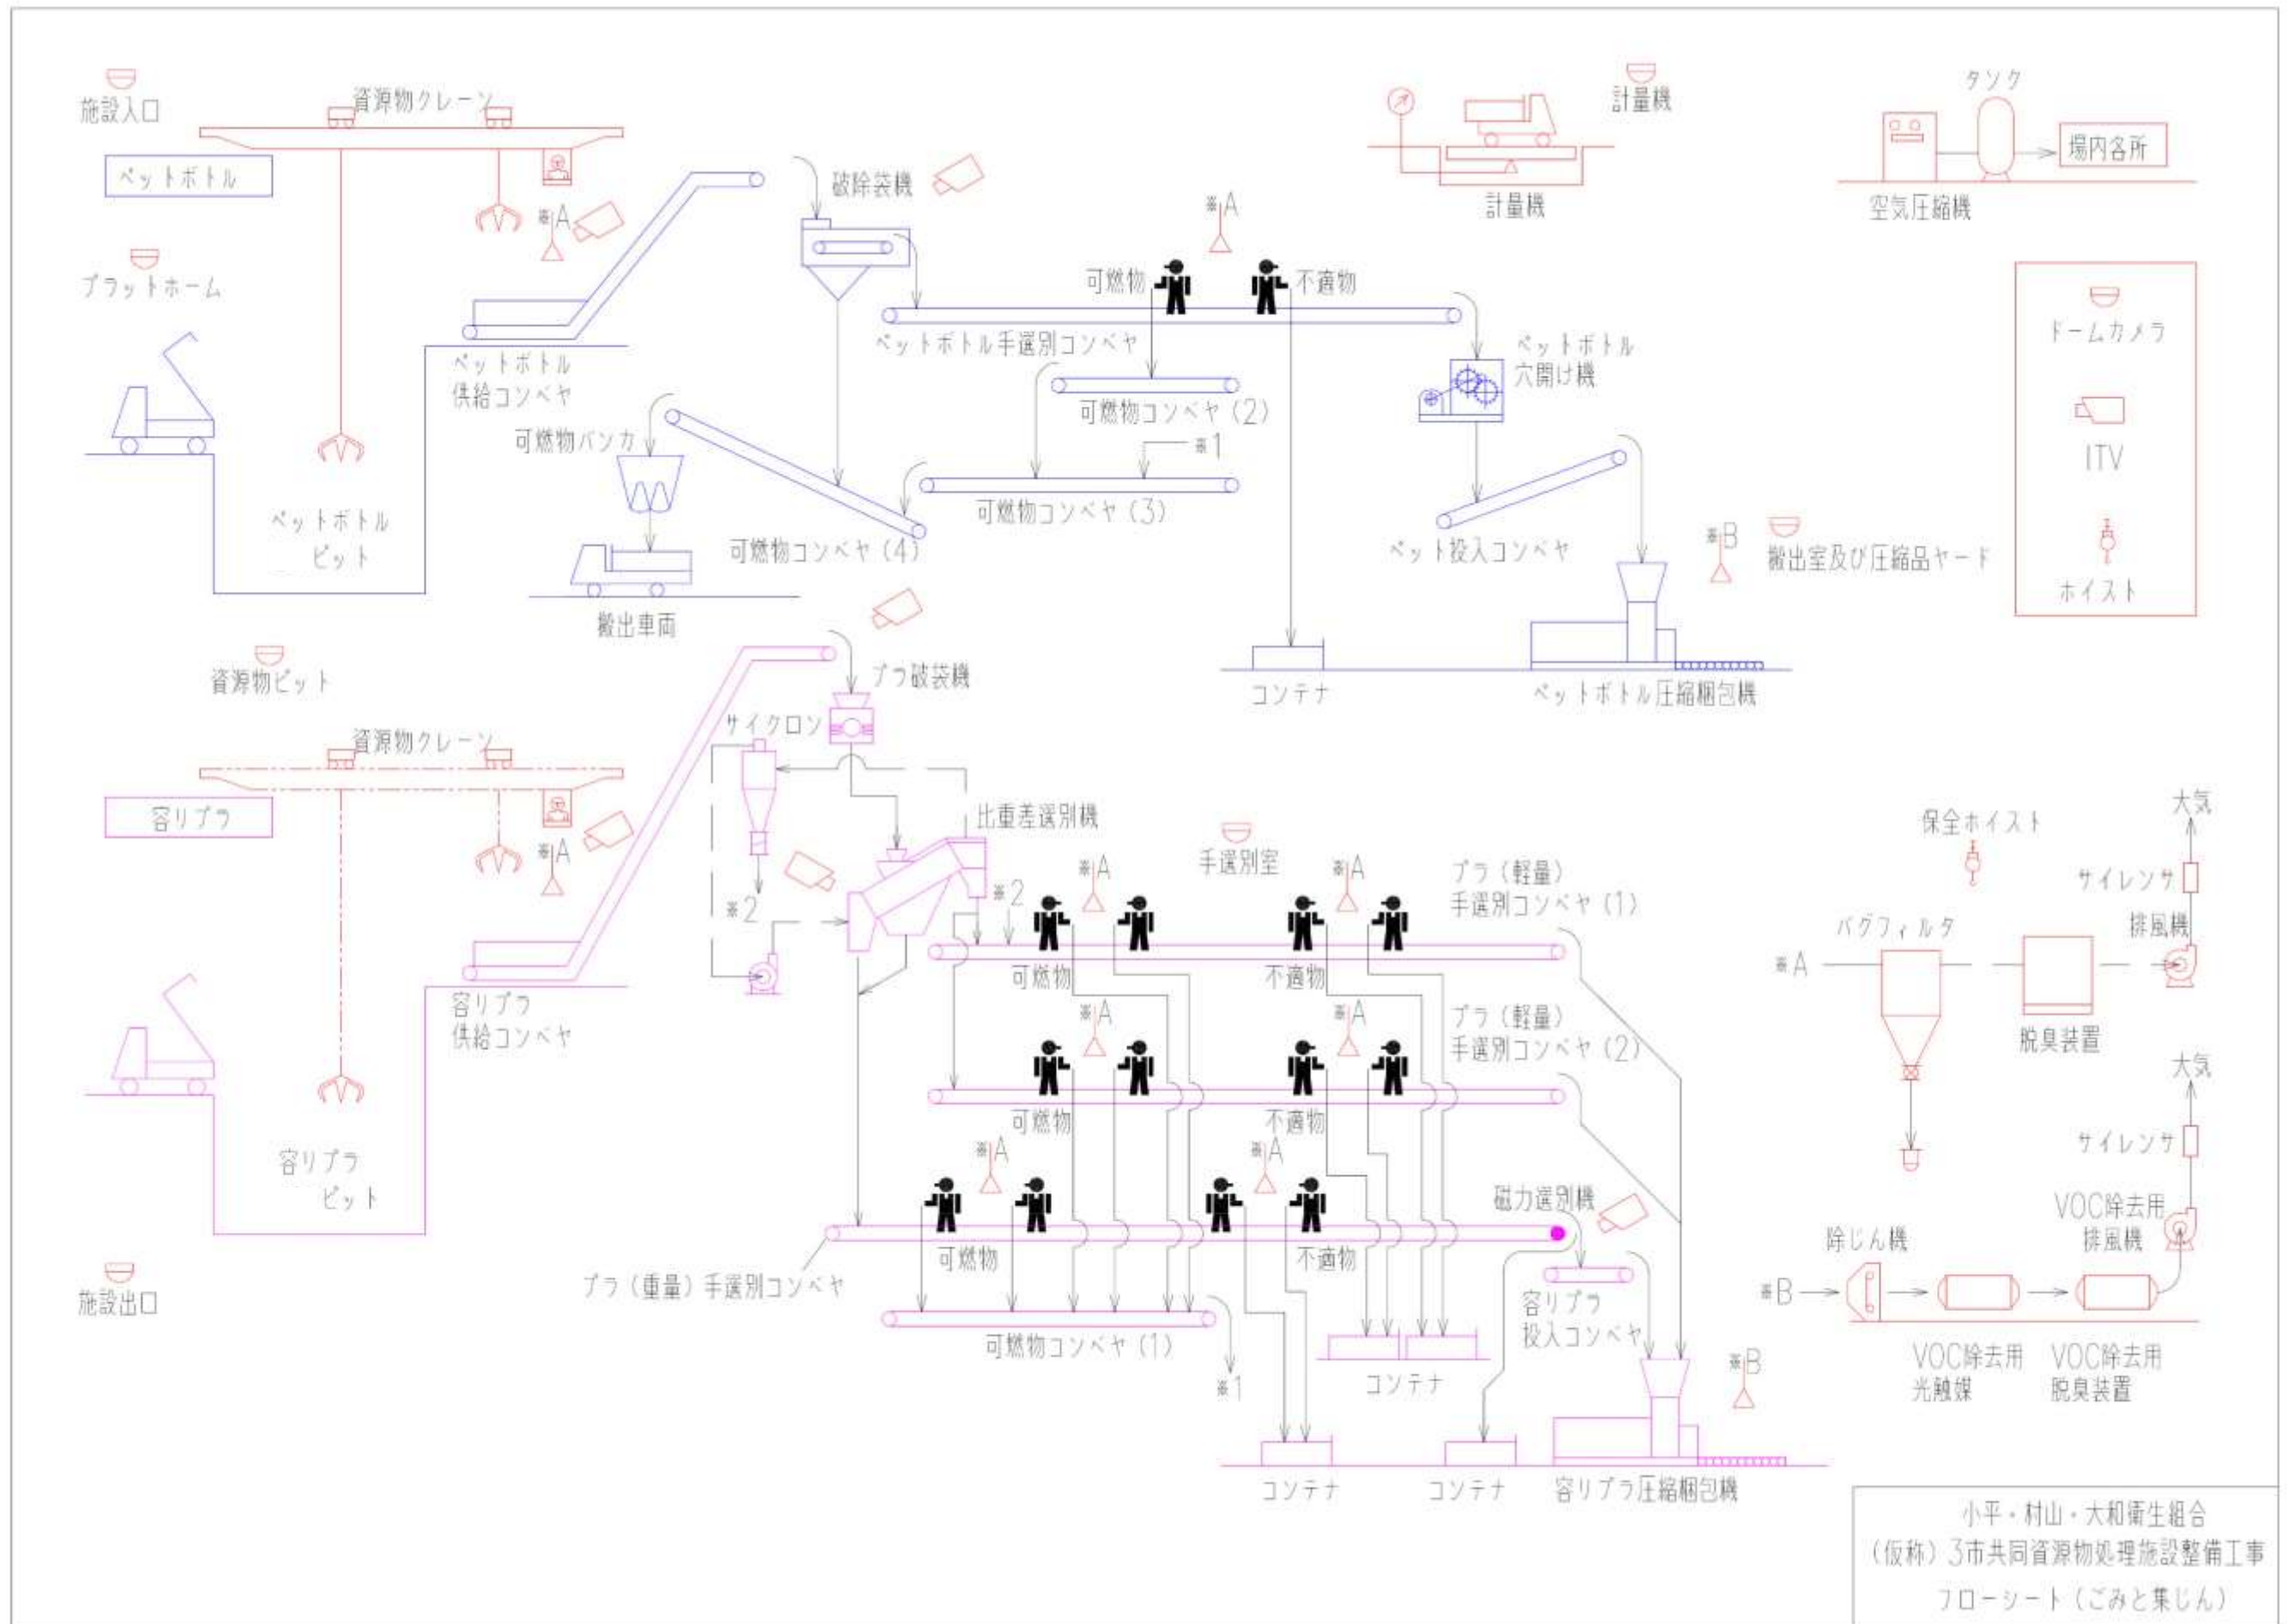 施設入口
資源物クレーン
計量機
タンク
ペットボトル
破除袋機
場内各所
※A
※A
計量機
空気圧縮機
プラットホーム
可燃物
不適物
ドームカメラ
ペットボトル手選別コンベヤ
ペットボトル
供給コンベヤ
ペットボトル
穴開け機
可燃物コンベヤ(2)
可燃物バンカ
※1
ITV
ペットボトル
ピット
可燃物コンベヤ(3)
可燃物コンベヤ(4)
ペット投入コンベヤ
※B
搬出室及び圧縮品ヤード
ホイスト
搬出車両
コンテナ
ペットボトル圧縮梱包機
資源物ピット
プラ破袋機
サイクロン
資源物クレーン
容リプラ
比重差選別機
手選別室
保全ホイスト
大気
※A
※A
※A
プラ(軽量)
手選別コンベヤ(1)
サイレンサ
※2
※2
バグフィルタ
排風機
※A
可燃物
不適物
脱臭装置
容リプラ
供給コンベヤ
※A
※A
プラ(軽量)
手選別コンベヤ(2)
大気
可燃物
不適物
サイレンサ
容リプラ
ピット
※A
※A
磁力選別機
VOC除去用
排風機
除じん機
可燃物
不適物
プラ(重量)手選別コンベヤ
施設出口
※B
容リプラ
投入コンベヤ
可燃物コンベヤ(1)
※1
コンテナ
※B
VOC除去用
光触媒
VOC除去用
脱臭装置
コンテナ
コンテナ
容リプラ圧縮梱包機
小平・村山・大和衛生組合
(仮称)3市共同資源物処理施設整備工事
フローシート(ごみと集じん)